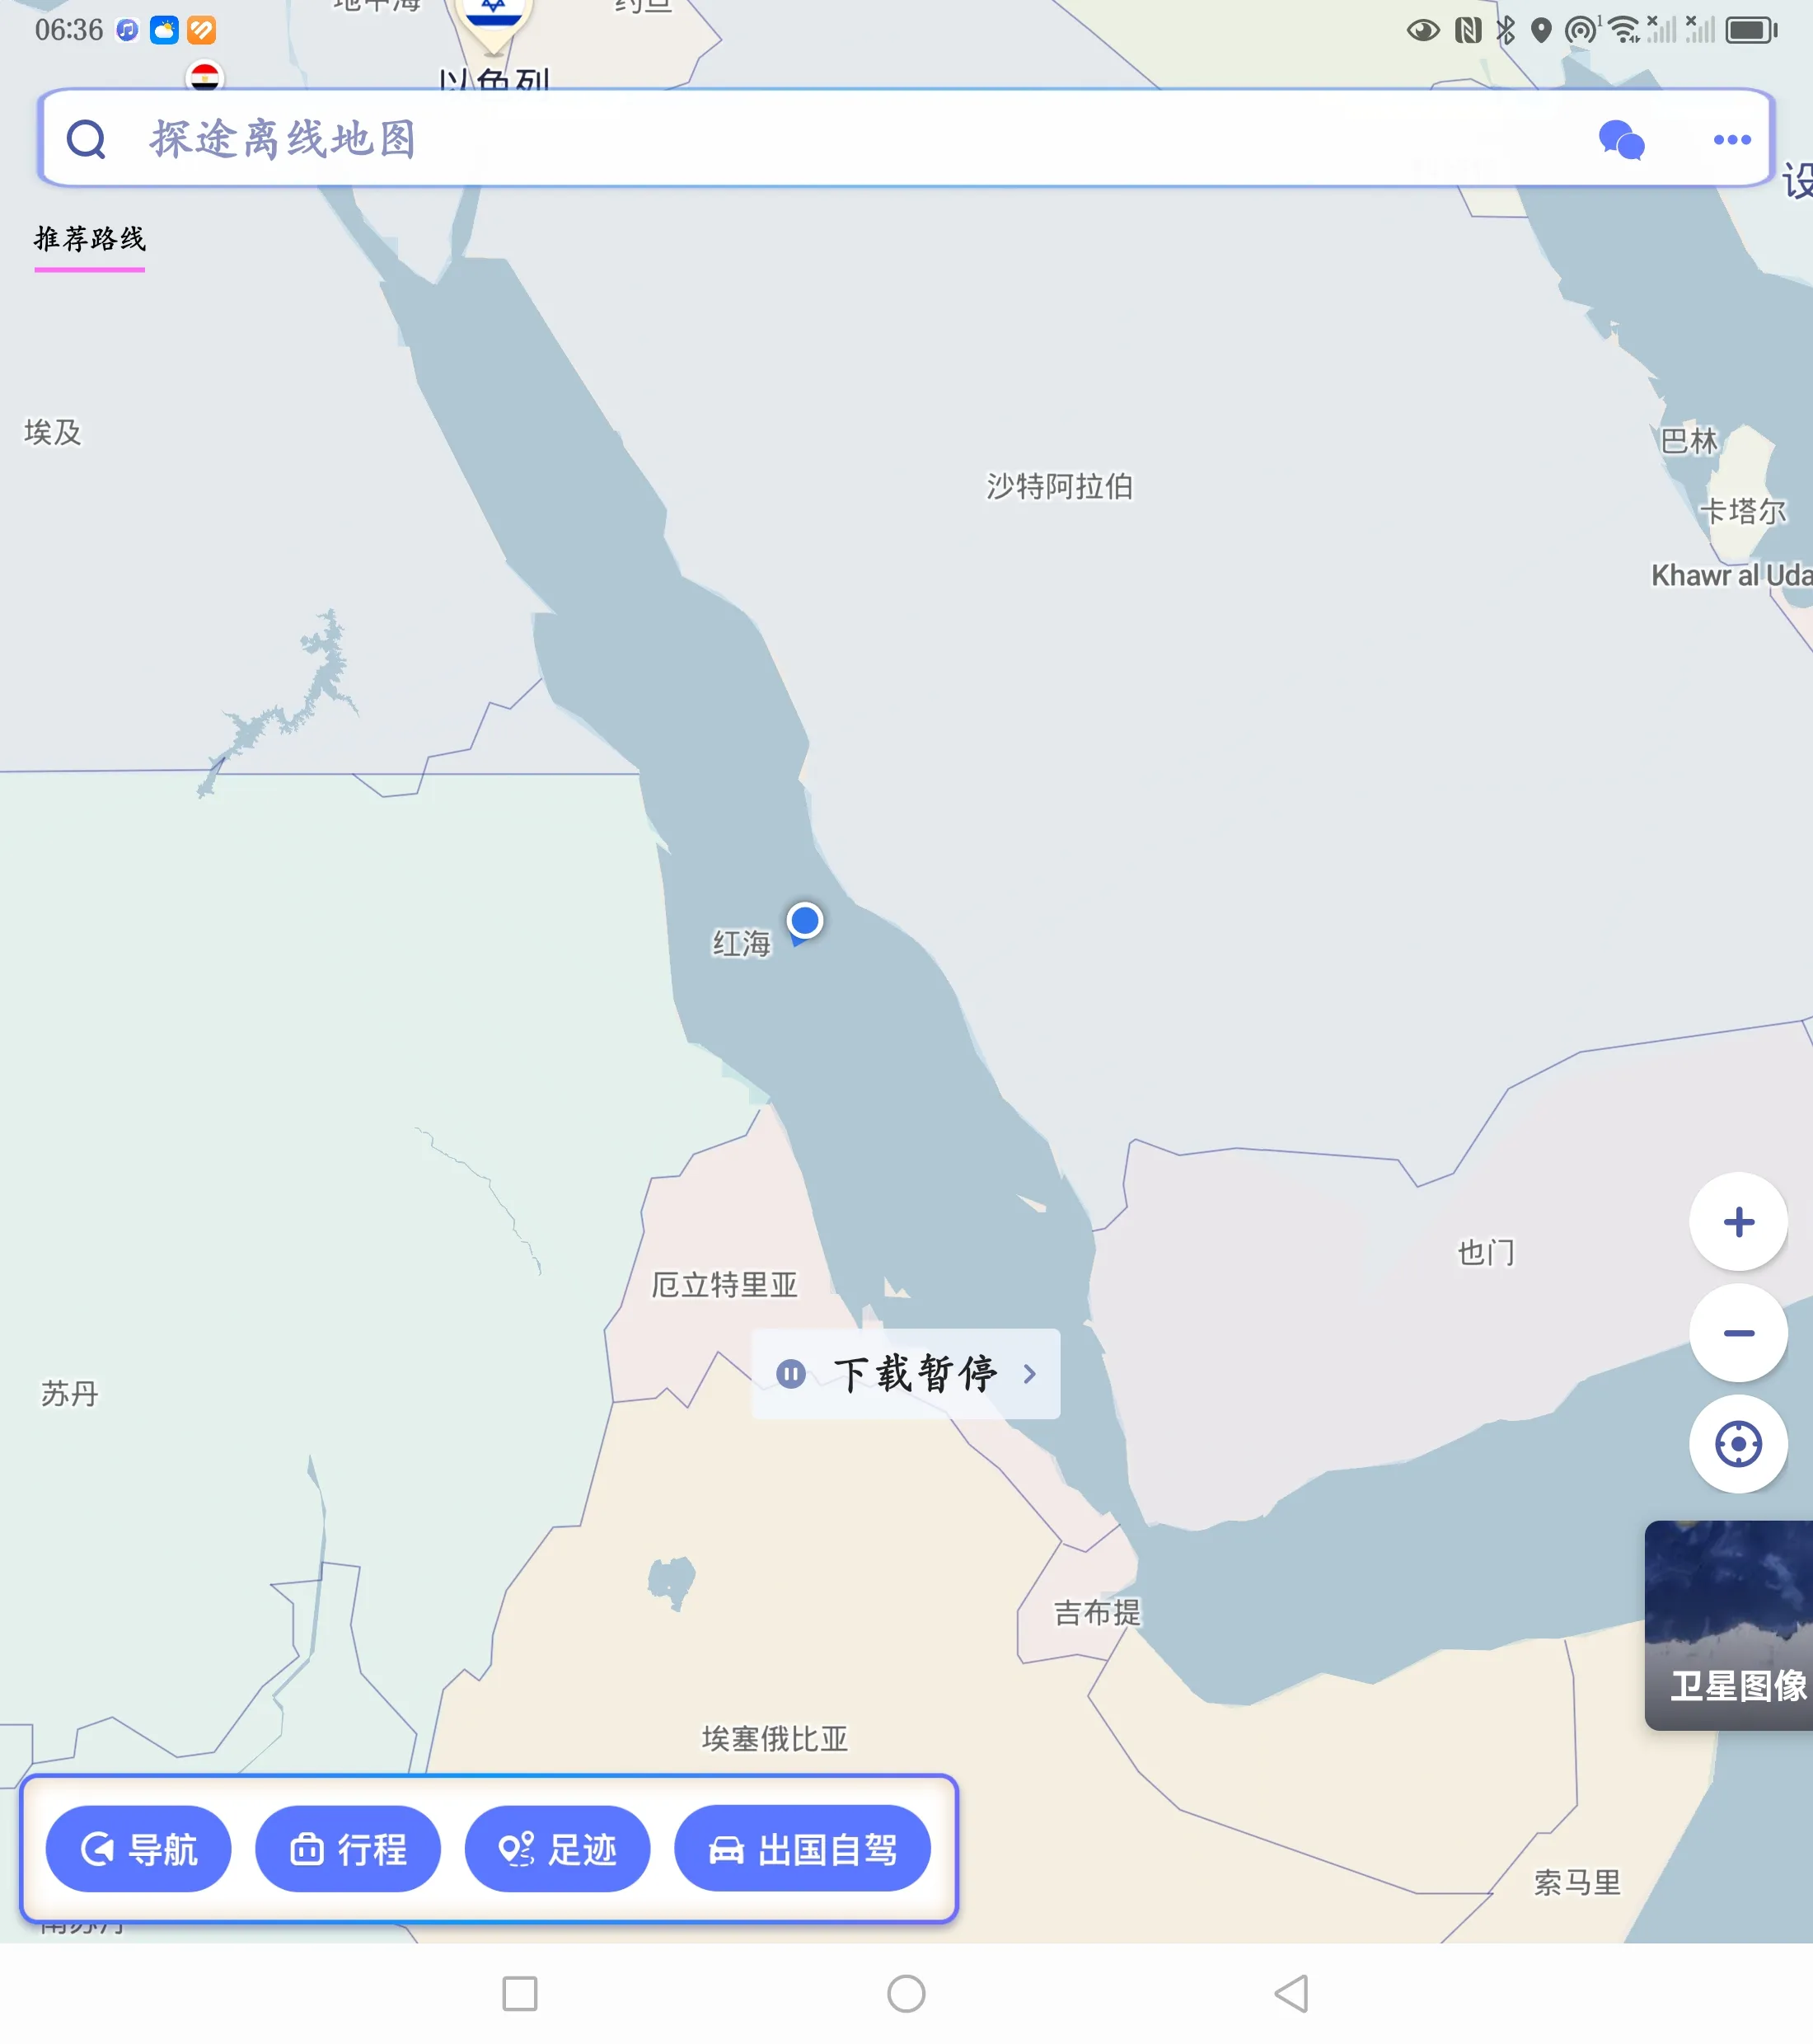 地中海
约旦
06:36
以色列
探途离线地图
设
推荐路线
埃及
巴林
沙特阿拉伯
卡塔尔
Khawr al Uda
红海
也门
厄立特里亚
下载暂停
苏丹
吉布提
卫星图像
埃塞俄比亚
导航
行程
足迹
出国自驾
索马里
南苏丹